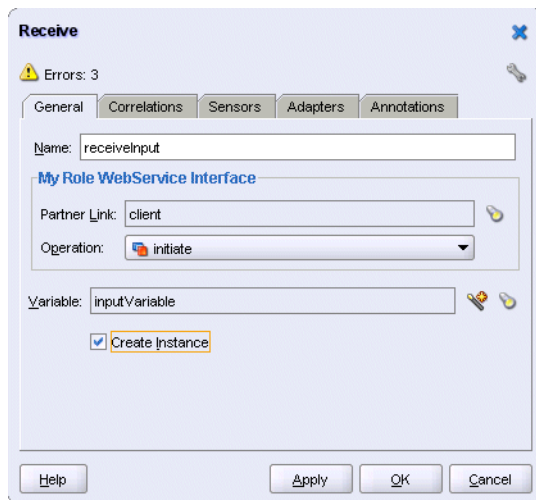 Receive
Errors: 3
General Correlations Sensors Adapters Annotations
Name: receiveInput
My Role WebService Interface
Partner Link: client
Operation: initiate
Variable: inputVariable
Create Instance
Help Apply OK Cancel